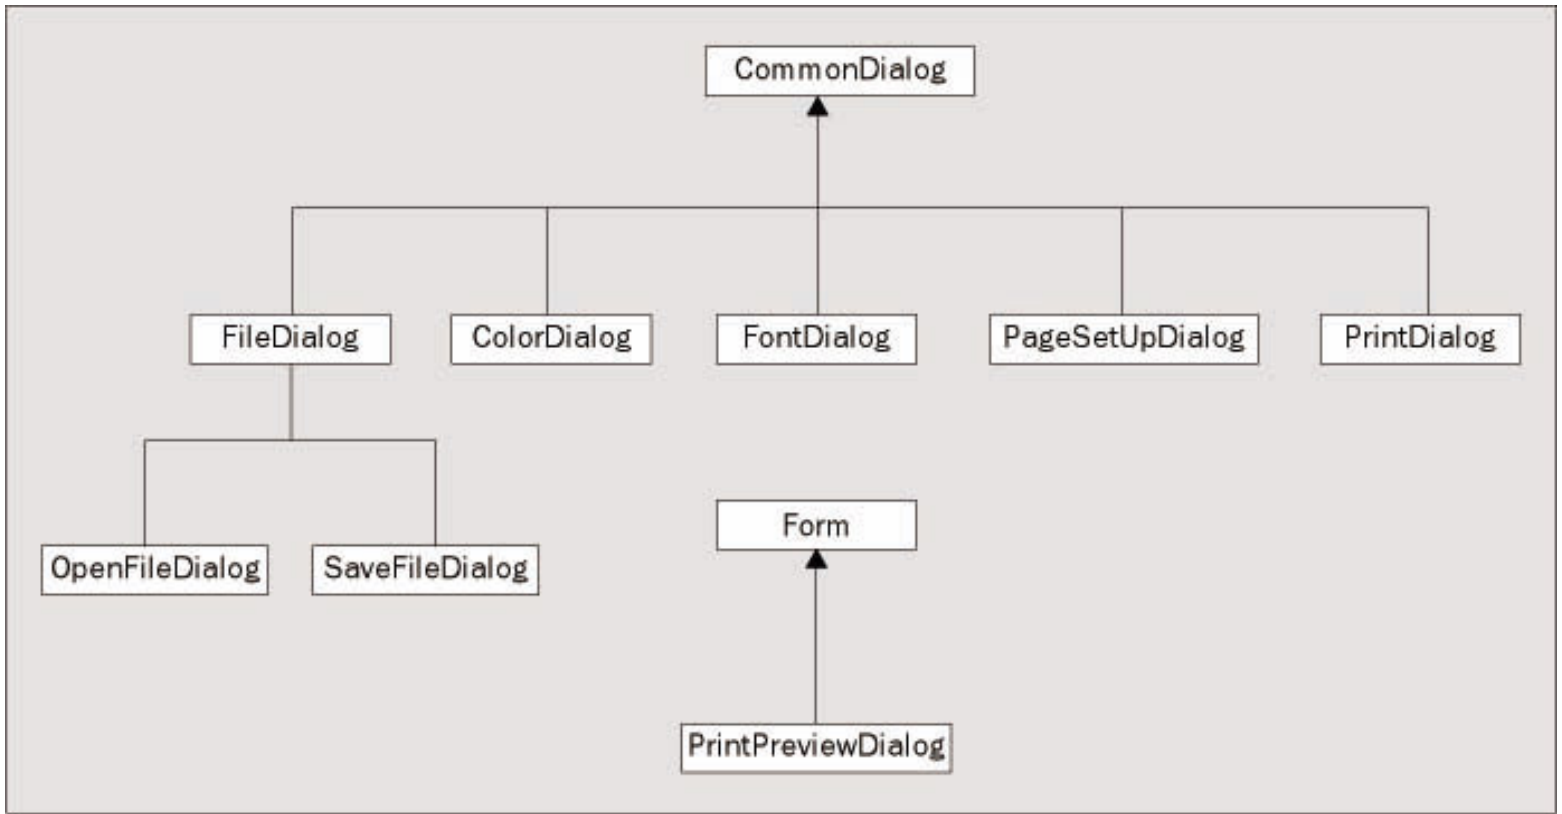 CommonDialog
FileDialog
ColorDialog
FontDialog
PageSetUpDialog
PrintDialog
Form
OpenFileDialog
SaveFileDialog
PrintPreviewDialog